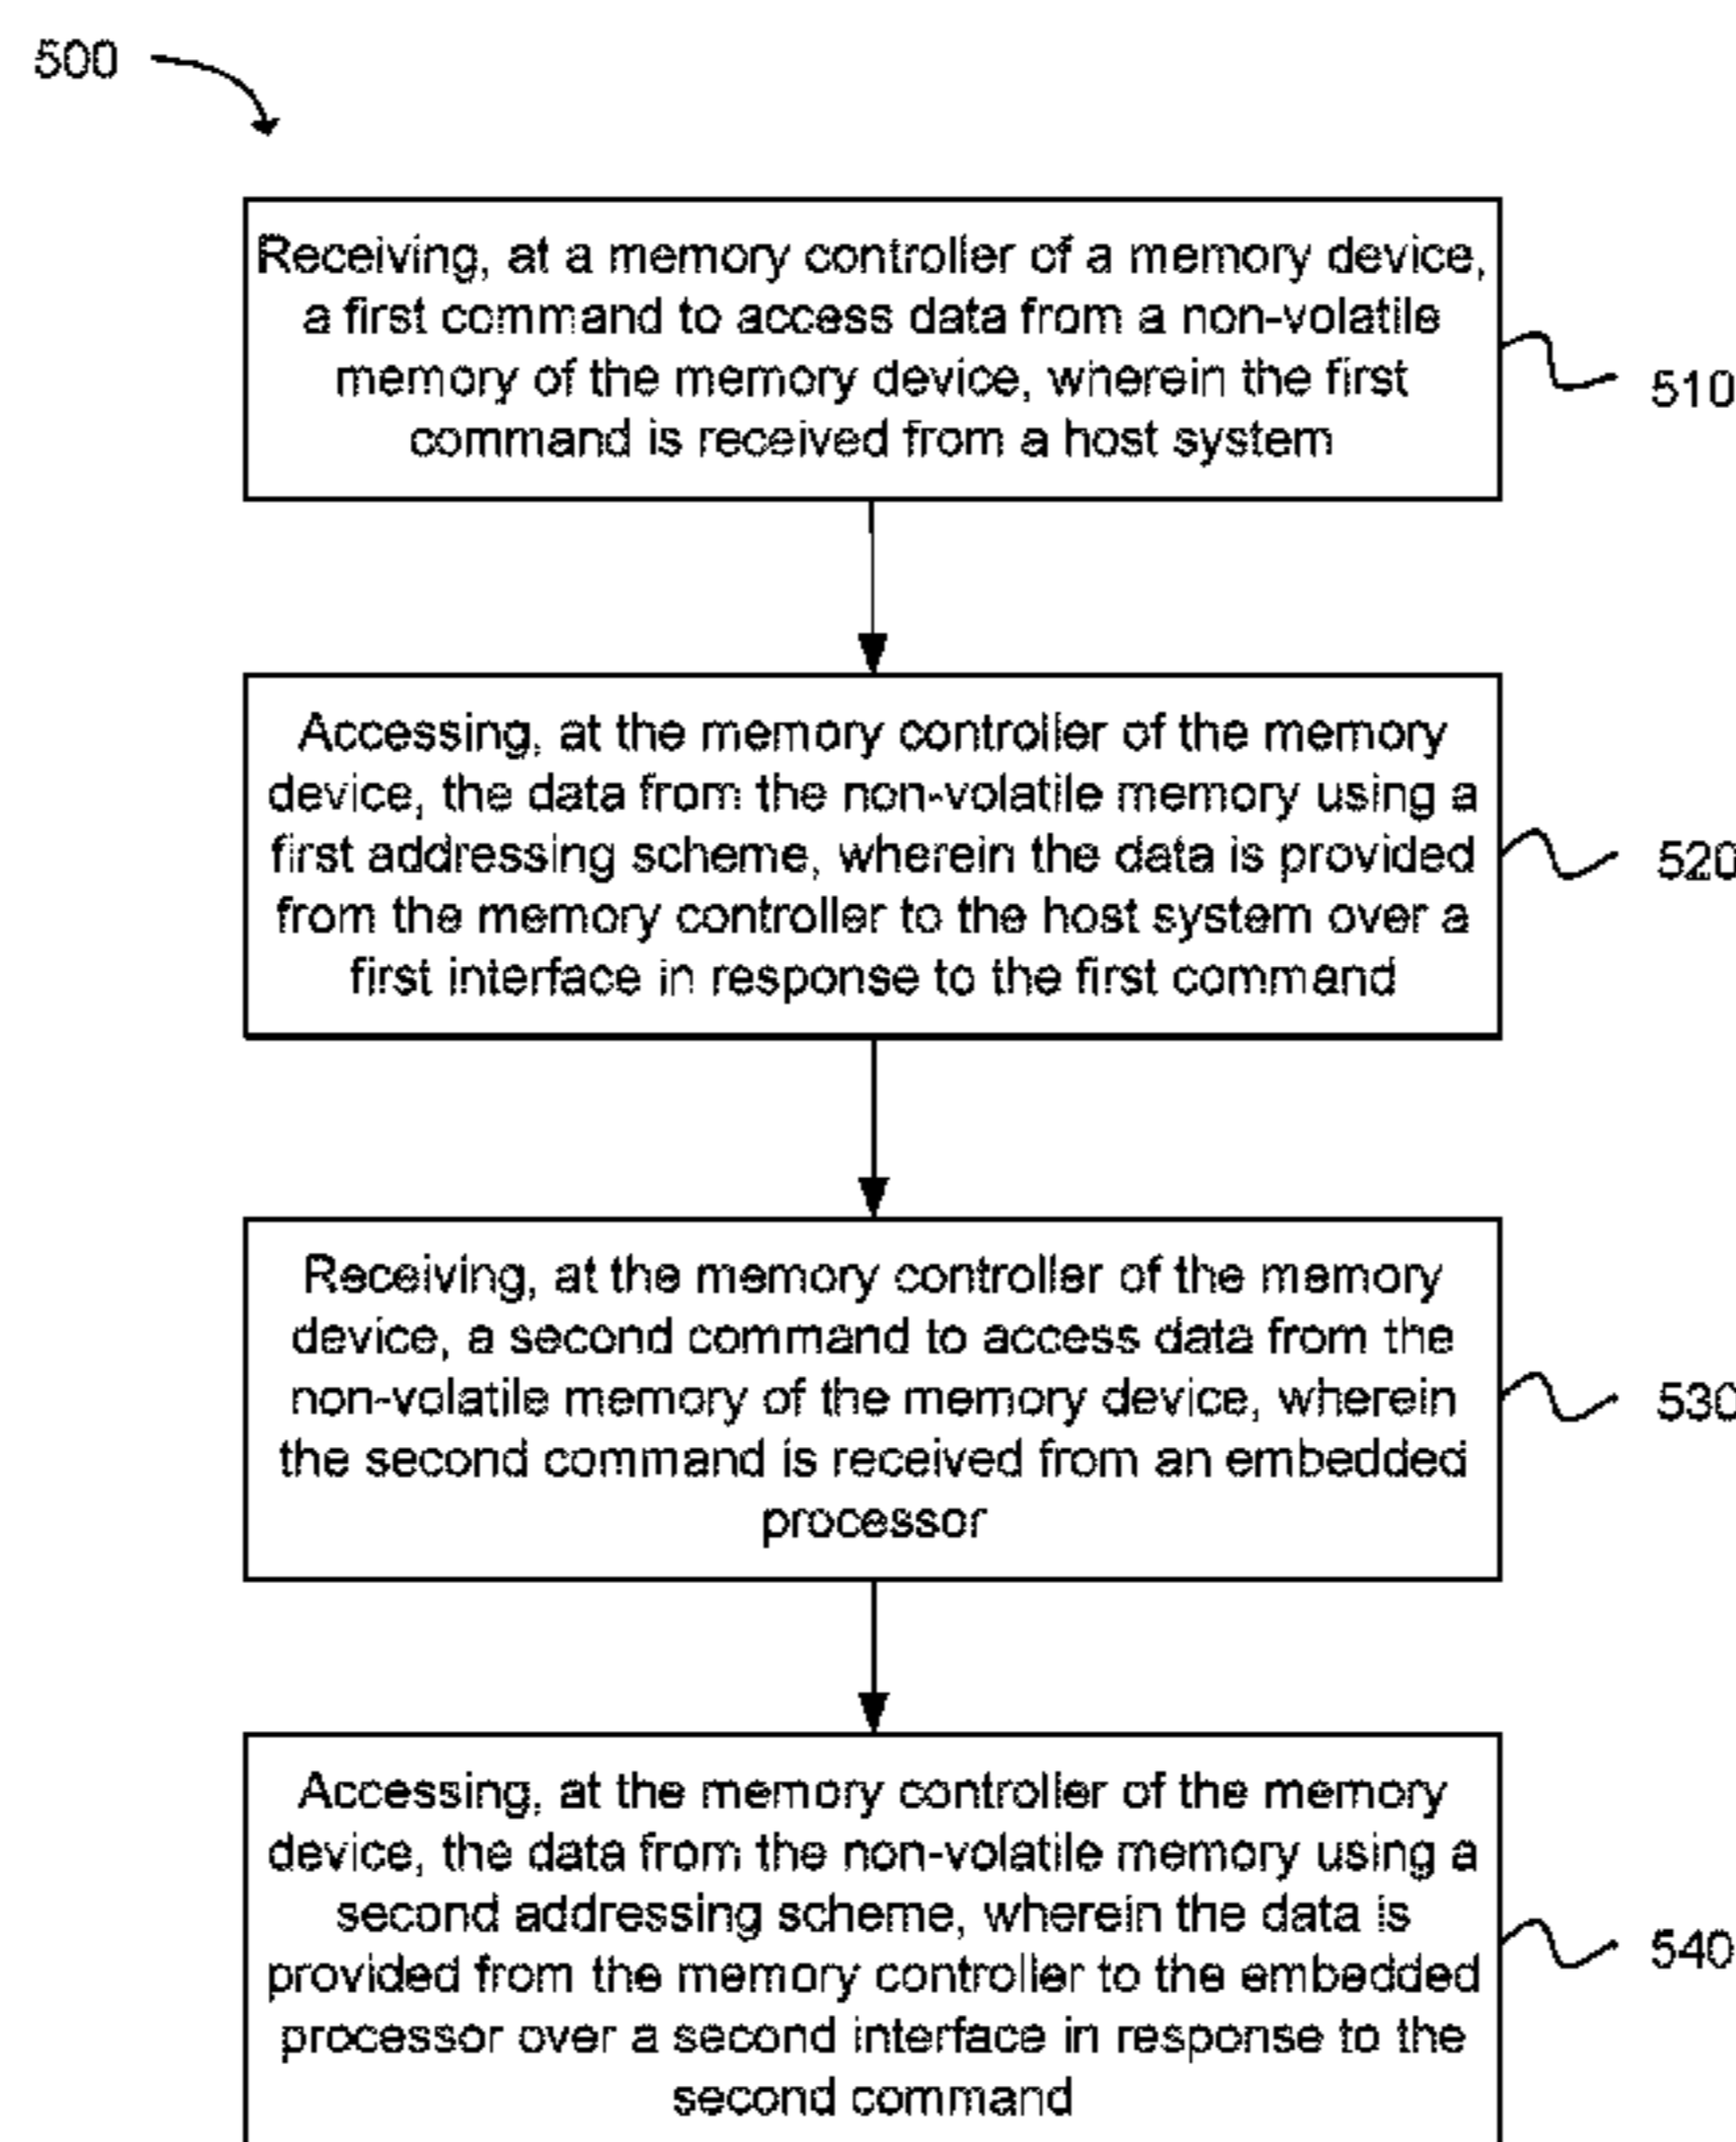 500
Receiving, at a memory controller of a memory device,
a first command to access data from a non-volatile
memory of the memory device, wherein the first
command is received from a host system
510
Accessing, at the memory controller of the memory
device, the data from the non-volatile memory using a
first addressing scheme, wherein the data is provided
from the memory controller to the host system over a
first interface in response to the first command
520
Receiving, at the memory controller of the memory
device, a second command to access data from the
non-volatile memory of the memory device, wherein
the second command is received from an embedded
processor
530
Accessing, at the memory controller of the memory
device, the data from the non-volatile memory using a
second addressing scheme, wherein the data is
provided from the memory controller to the embedded
processor over a second interface in response to the
second command
540